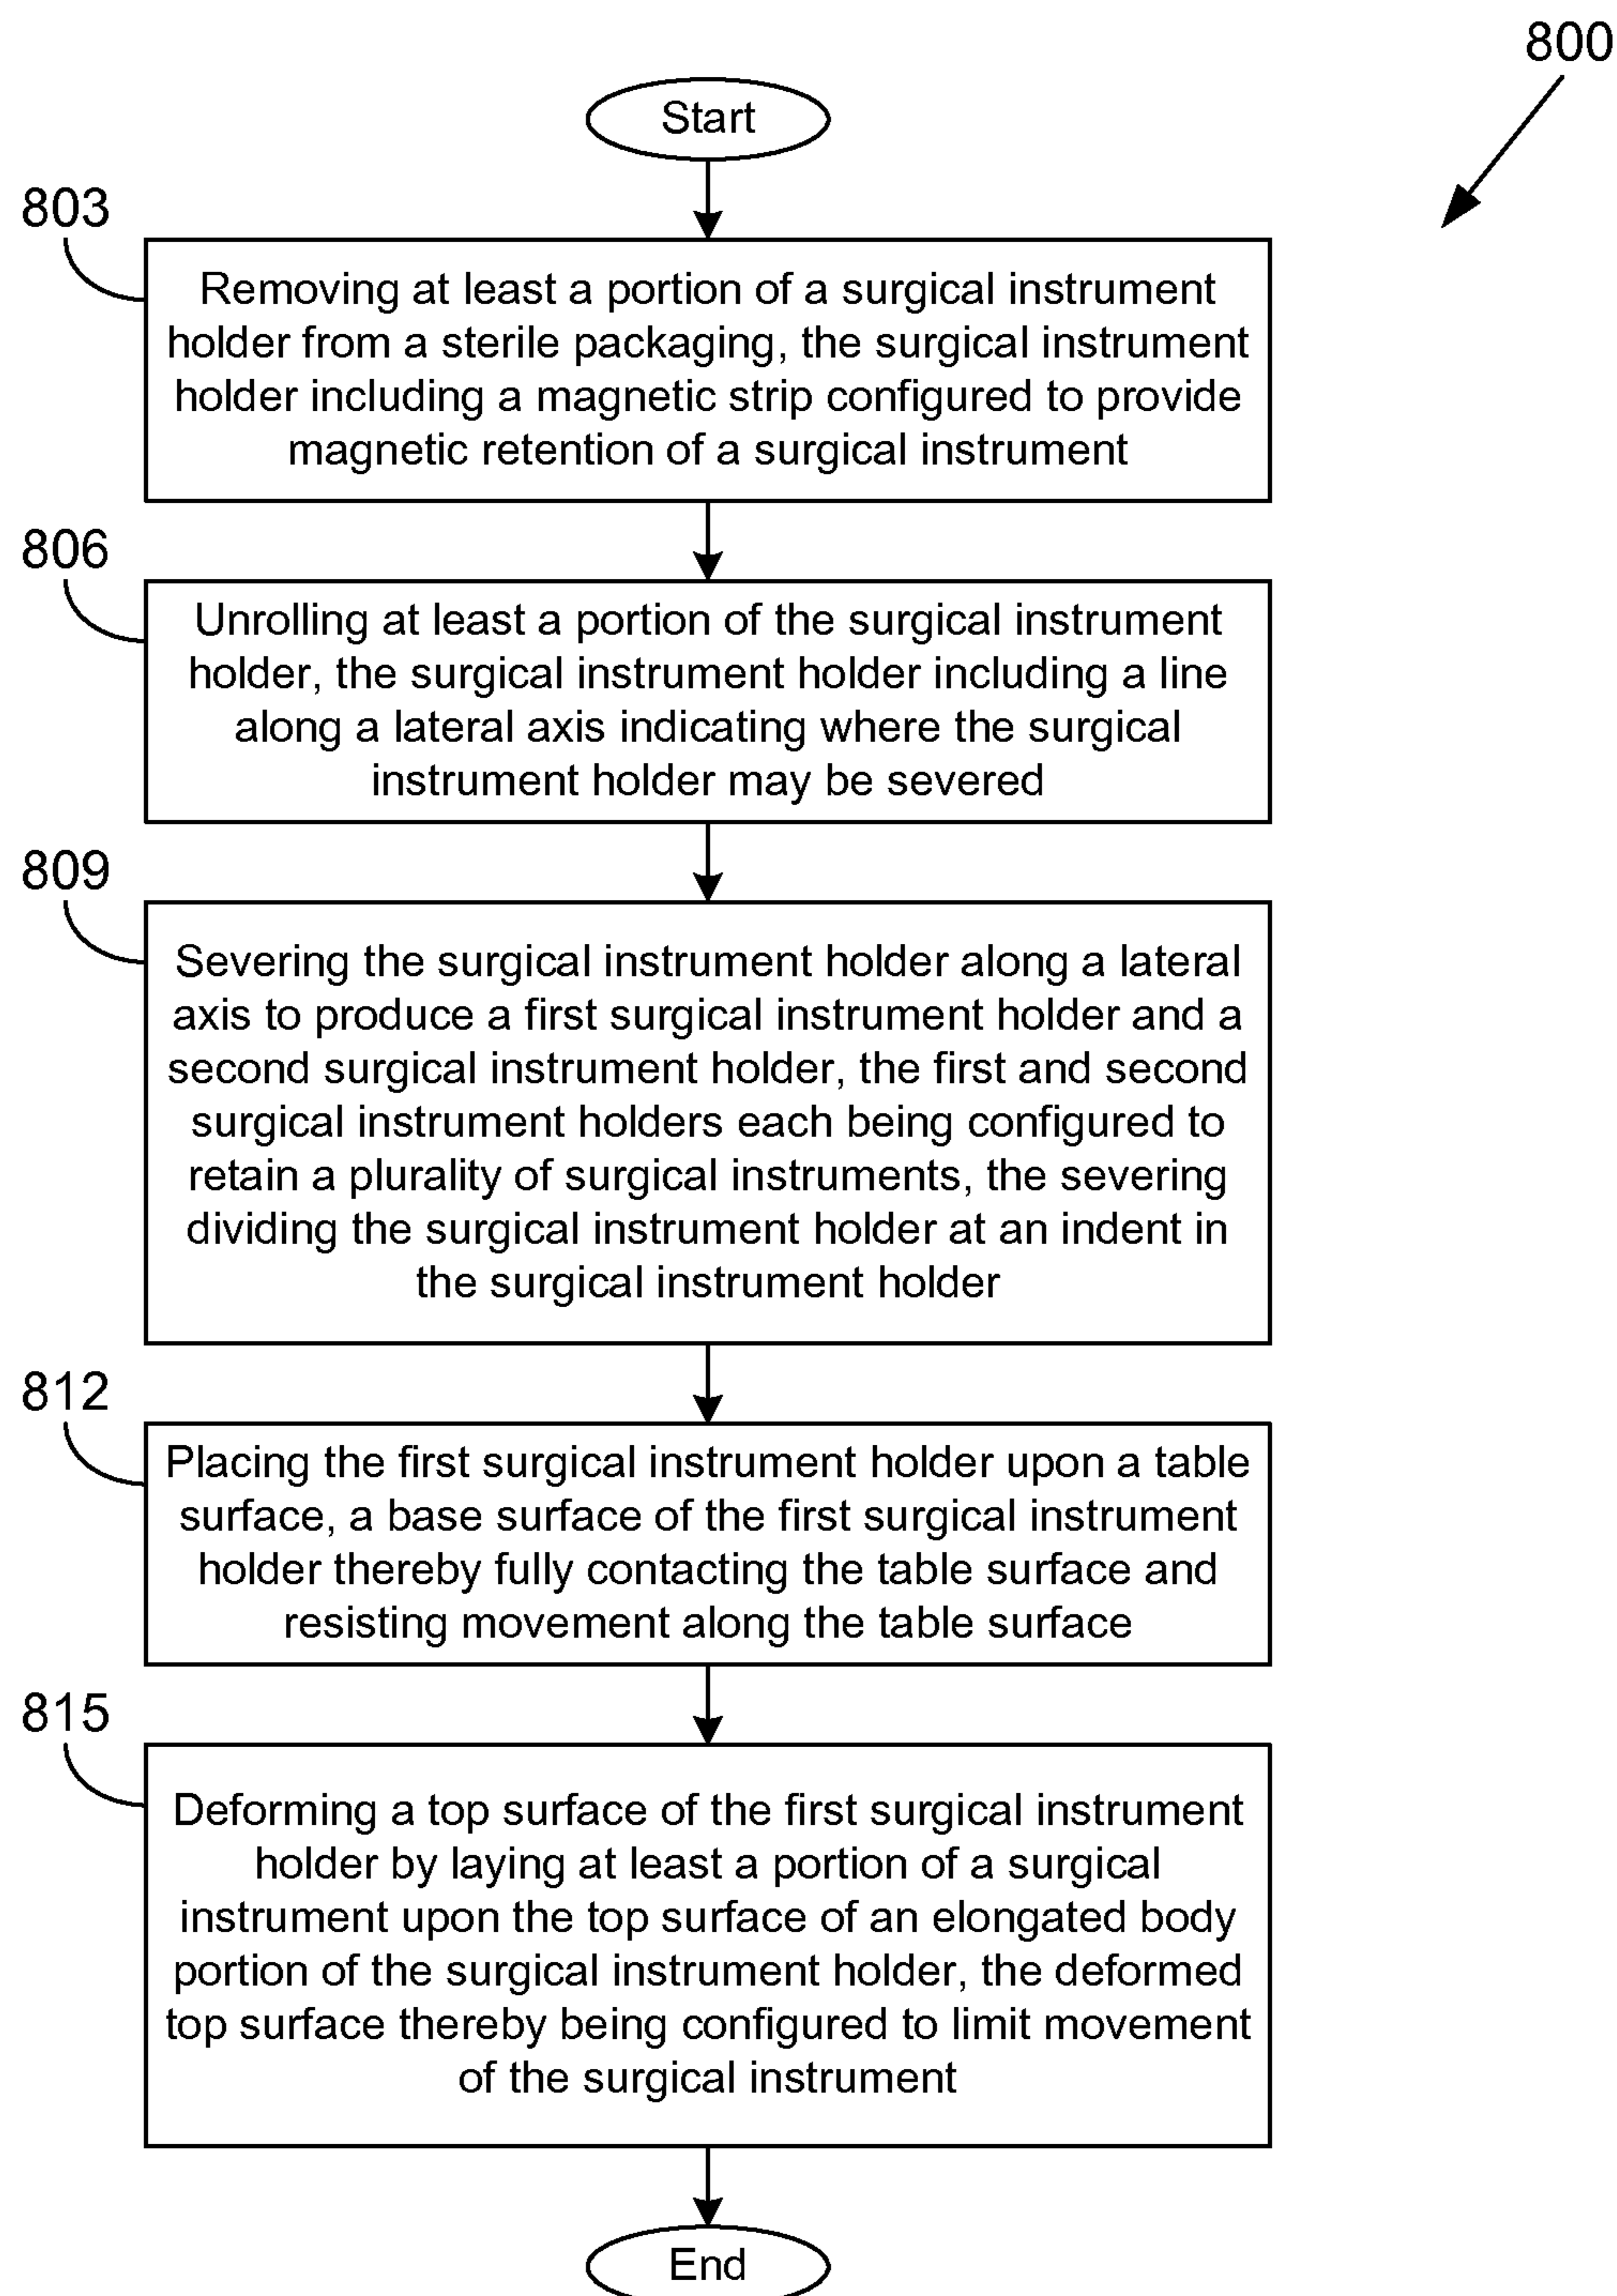 800
Start
803
Removing at least a portion of a surgical instrument
holder from a sterile packaging, the surgical instrument
holder including a magnetic strip configured to provide
magnetic retention of a surgical instrument
806
Unrolling at least a portion of the surgical instrument
holder, the surgical instrument holder including a line
along a lateral axis indicating where the surgical
instrument holder may be severed
809
Severing the surgical instrument holder along a lateral
axis to produce a first surgical instrument holder and a
second surgical instrument holder, the first and second
surgical instrument holders each being configured to
retain a plurality of surgical instruments, the severing
dividing the surgical instrument holder at an indent in
the surgical instrument holder
812
Placing the first surgical instrument holder upon a table
surface, a base surface of the first surgical instrument
holder thereby fully contacting the table surface and
resisting movement along the table surface
815
Deforming a top surface of the first surgical instrument
holder by laying at least a portion of a surgical
instrument upon the top surface of an elongated body
portion of the surgical instrument holder, the deformed
top surface thereby being configured to limit movement
of the surgical instrument
End